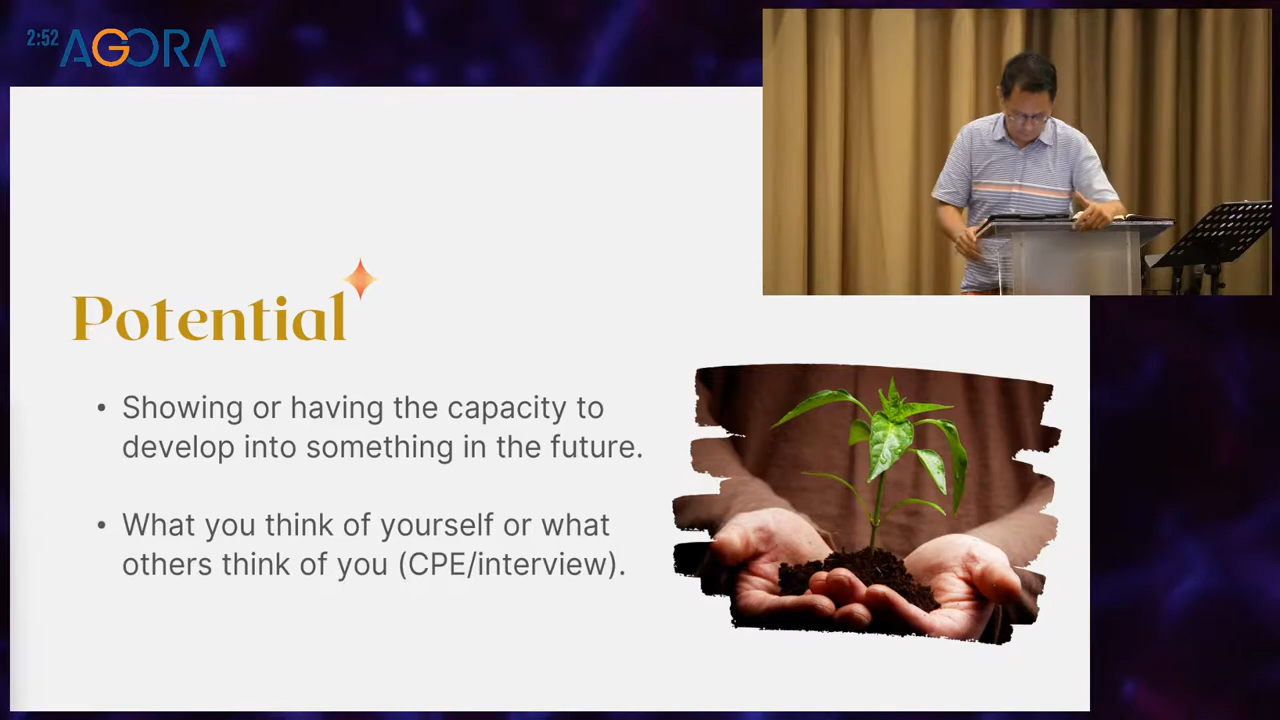 2:52 AGORA
Potential
• Showing or having the capacity to
develop into something in the future.
• What you think of yourself or what
others think of you (CPE/interview).